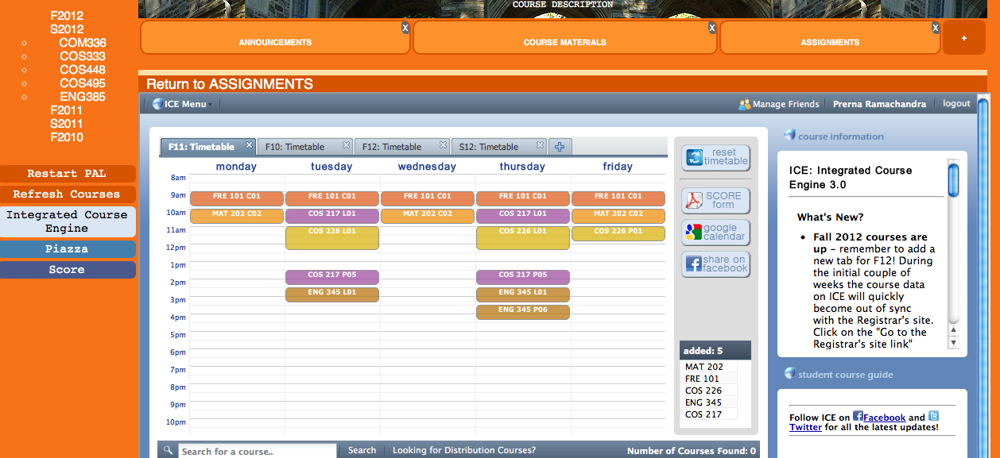 COURSE DESCRIPTION
F2012
S2012
COM336
COS333
COS448
COS495
ENG385
F2011
S2011
F2010
Restart PAL
Refresh Courses
Integrated Course
Engine
Piazza
Score
ANNOUNCEMENTS X
COURSE MATERIALS X
ASSIGNMENTS X
+
Return to ASSIGNMENTS
ICE Menu
Manage Friends Prerna Ramachandra logout
F11: Timetable F10: Timetable F12: Timetable S12: Timetable
monday tuesday wednesday thursday friday
8am
9am FRE 101 C01 FRE 101 C01 FRE 101 C01 FRE 101 C01 FRE 101 C01
10am MAT 202 C02 COS 217 L01 MAT 202 C02 COS 217 L01 MAT 202 C02
11am COS 226 L01 COS 226 L01 COS 226 P01
12pm
1pm
COS 217 P05 COS 217 P05
2pm
ENG 345 L01 ENG 345 L01
3pm
ENG 345 P06
4pm
5pm
6pm
7pm
8pm
9pm
10pm
reset
timetable
SCORE
form
google
calendar
share on
facebook
added: 5
MAT 202
FRE 101
COS 226
ENG 345
COS 217
Search for a course.. Search Looking for Distribution Courses? Number of Courses Found: 0
course information
ICE: Integrated Course
Engine 3.0
What's New?
• Fall 2012 courses are
up – remember to add a
new tab for F12! During
the initial couple of
weeks the course data
on ICE will quickly
become out of sync
with the Registrar's site.
Click on the "Go to the
Registrar's site link"
student course guide
Follow ICE on Facebook and
Twitter for all the latest updates!